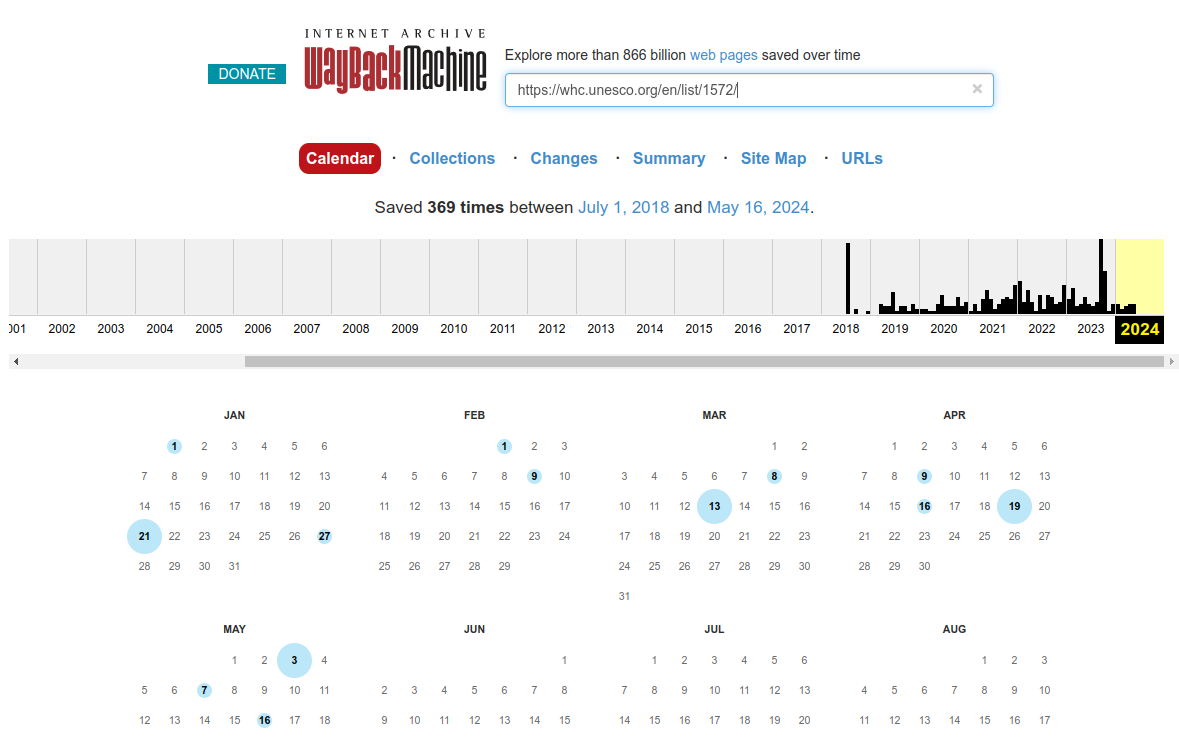 INTERNET ARCHIVE
WayBackMachine
DONATE
Explore more than 866 billion web pages saved over time
https://whc.unesco.org/en/list/1572/
×
Calendar · Collections · Changes · Summary · Site Map · URLs
Saved 369 times between July 1, 2018 and May 16, 2024.
001 2002 2003 2004 2005 2006 2007 2008 2009 2010 2011 2012 2013 2014 2015 2016 2017 2018 2019 2020 2021 2022 2023 2024
JAN FEB MAR APR
1 2 3 4 5 6 1 2 3 1 2 1 2 3 4 5 6
7 8 9 10 11 12 13 4 5 6 7 8 9 10 3 4 5 6 7 8 9 7 8 9 10 11 12 13
14 15 16 17 18 19 20 11 12 13 14 15 16 17 10 11 12 13 14 15 16 14 15 16 17 18 19 20
21 22 23 24 25 26 27 18 19 20 21 22 23 24 17 18 19 20 21 22 23 21 22 23 24 25 26 27
28 29 30 31 25 26 27 28 29 24 25 26 27 28 29 30 28 29 30
31
MAY JUN JUL AUG
1 2 3 4 1 1 2 3 4 5 6 1 2 3
5 6 7 8 9 10 11 2 3 4 5 6 7 8 7 8 9 10 11 12 13 4 5 6 7 8 9 10
12 13 14 15 16 17 18 9 10 11 12 13 14 15 14 15 16 17 18 19 20 11 12 13 14 15 16 17